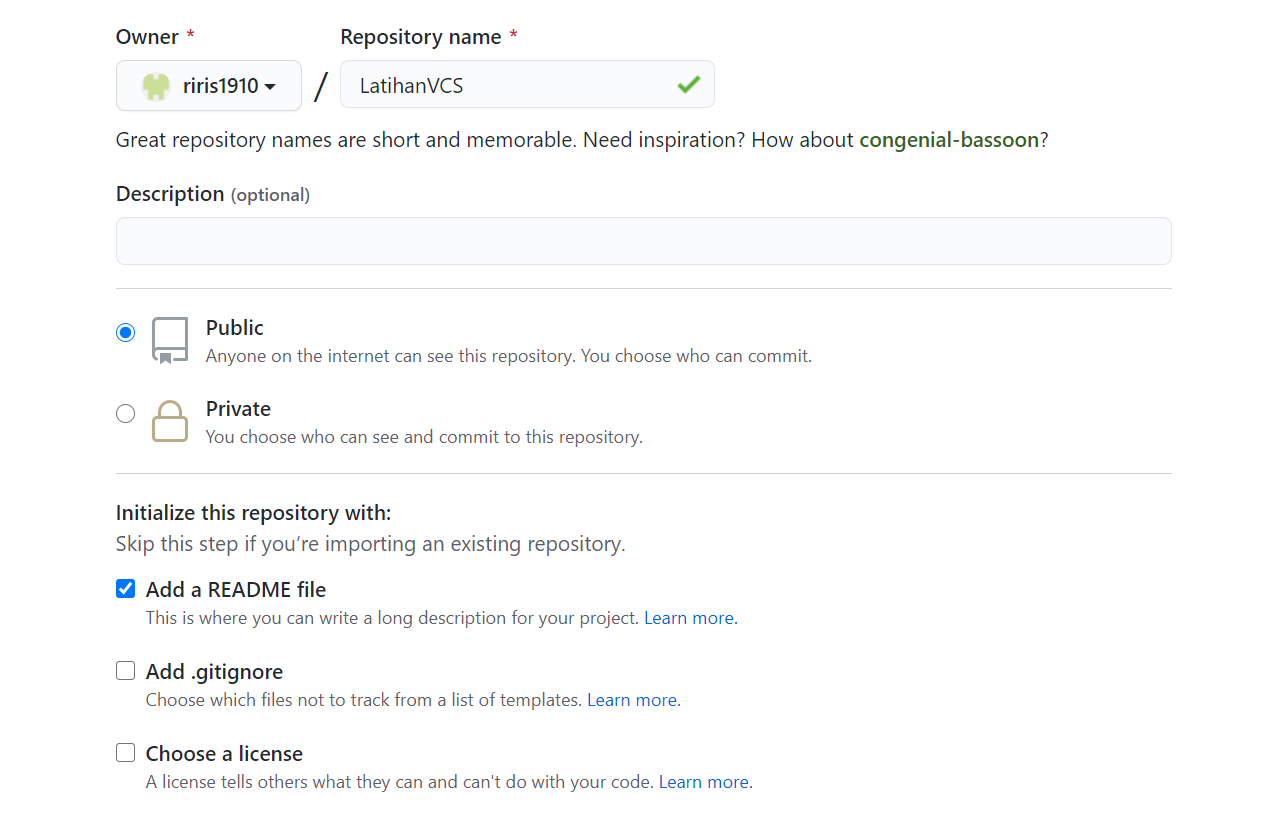 Owner * Repository name *
riris1910 / LatihanVCS
Great repository names are short and memorable. Need inspiration? How about congenial-bassoon?
Description (optional)
Public
Anyone on the internet can see this repository. You choose who can commit.
Private
You choose who can see and commit to this repository.
Initialize this repository with:
Skip this step if you’re importing an existing repository.
Add a README file
This is where you can write a long description for your project. Learn more.
Add .gitignore
Choose which files not to track from a list of templates. Learn more.
Choose a license
A license tells others what they can and can't do with your code. Learn more.